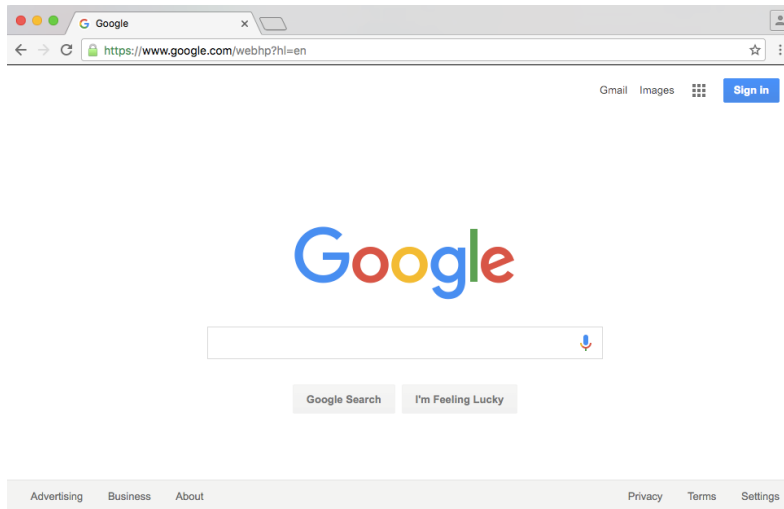 Google
https://www.google.com/webhp?hl=en
Gmail Images Sign in
Google
Google Search I'm Feeling Lucky
Advertising Business About Privacy Terms Settings